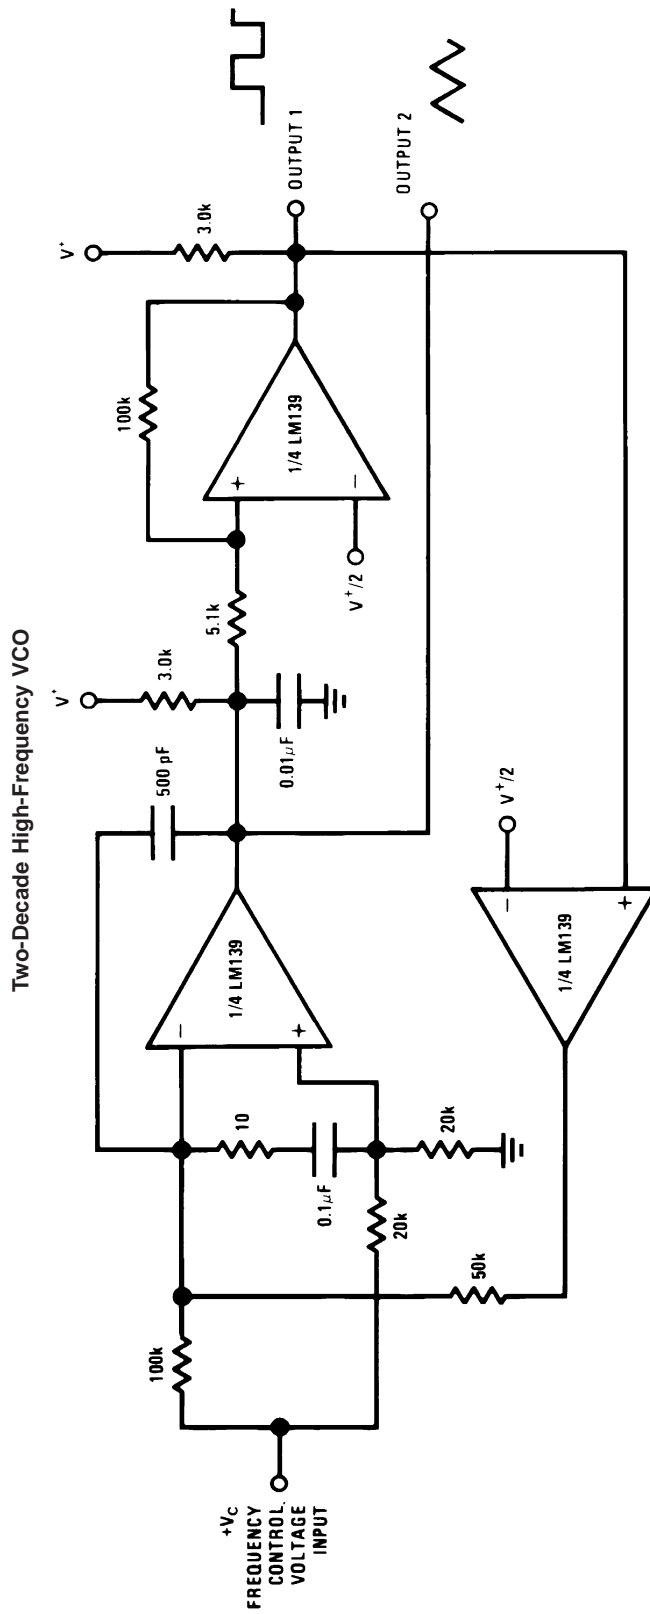 Two-Decade High-Frequency VCO
V+
3.0k
100k
500 pF
V+
3.0k
5.1k
0.01μF
1/4 LM139
+
−
V+/2
OUTPUT 1
OUTPUT 2
+VC
FREQUENCY
CONTROL.
VOLTAGE
INPUT
100k
10
0.1μF
20k
20k
50k
1/4 LM139
−
+
V+/2
1/4 LM139
−
+